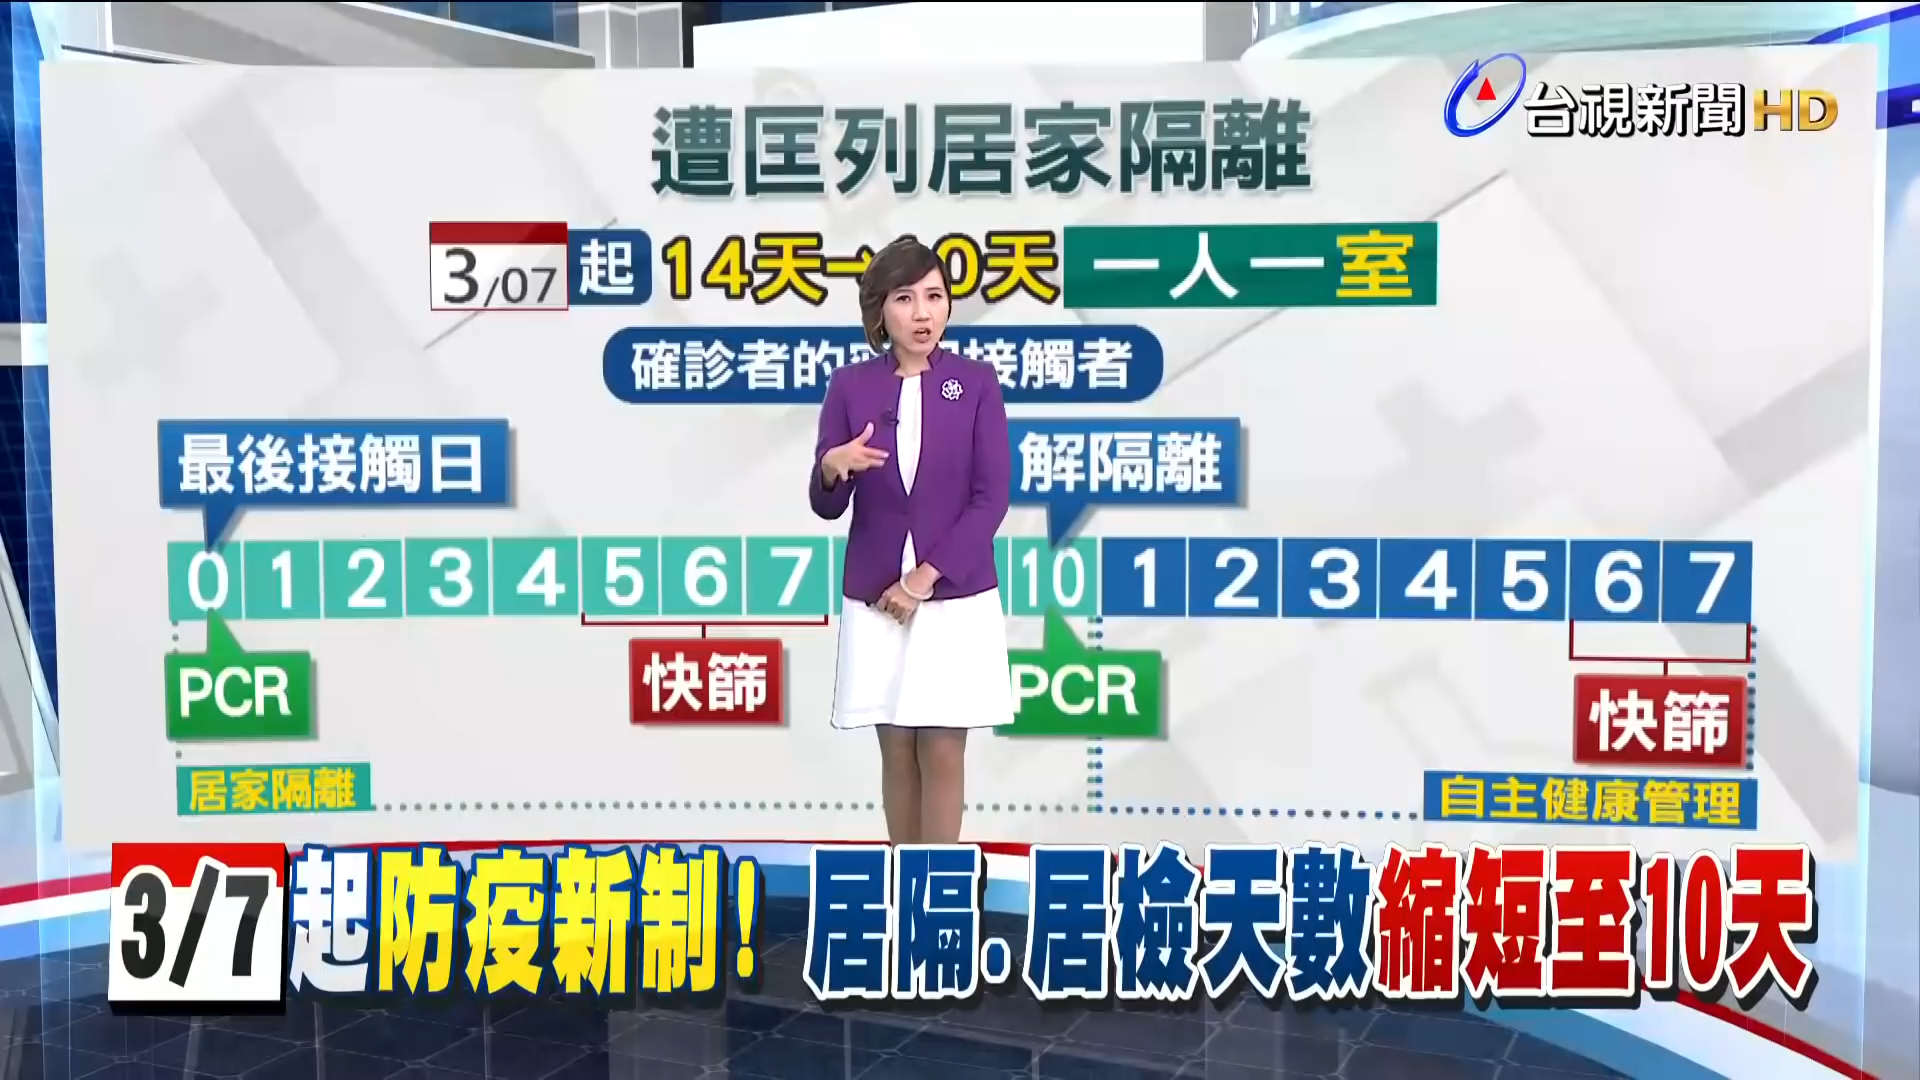 台視新聞HD
遭匡列居家隔離
3/07 起 14天→10天 一人一室
確診者的 接觸者
最後接觸日 解隔離
0 1 2 3 4 5 6 7 10 1 2 3 4 5 6 7
PCR 快篩 PCR 快篩
居家隔離 自主健康管理
3/7起防疫新制! 居隔.居檢天數縮短至10天